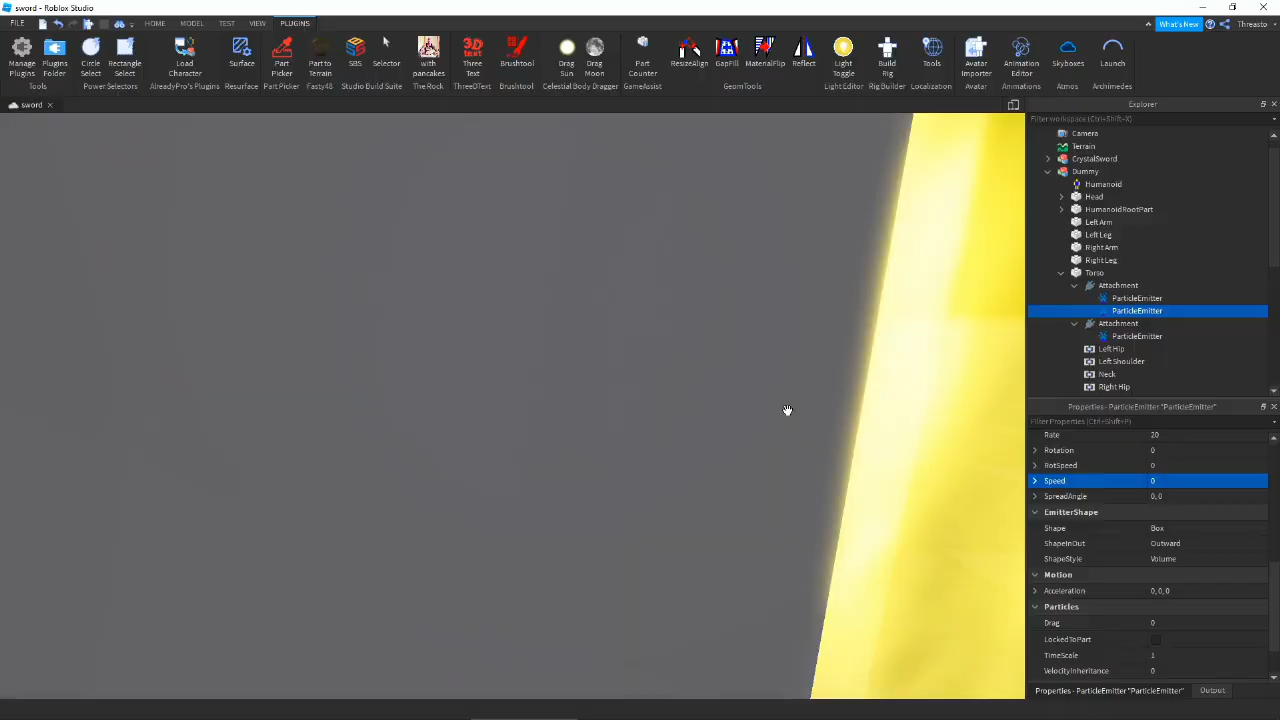 sword - Roblox Studio
FILE HOME MODEL TEST VIEW PLUGINS What's New Threasto
Manage Plugins Plugins Folder Circle Select Rectangle Select Load Character Surface Part Picker Part to Terrain SBS Selector with pancakes Three Text Brushtool Drag Sun Drag Moon Part Counter ResizeAlign GapFill MaterialFlip Reflect Light Toggle Build Rig Tools Avatar Importer Animation Editor Skyboxes Launch
Tools Power Selectors AlreadyPro's Plugins Resurface Part Picker Fasty48 Studio Build Suite The Rock ThreeDText Brushtool Celestial Body Dragger GameAssist GeomTools Light Editor Rig Builder Localization Avatar Animations Atmos Archimedes
sword
Explorer
Filter workspace (Ctrl+Shift+X)
Camera
Terrain
CrystalSword
Dummy
Humanoid
Head
HumanoidRootPart
Left Arm
Left Leg
Right Arm
Right Leg
Torso
Attachment
ParticleEmitter
ParticleEmitter
Attachment
ParticleEmitter
Left Hip
Left Shoulder
Neck
Right Hip
Properties - ParticleEmitter "ParticleEmitter"
Filter Properties (Ctrl+Shift+P)
Rate 20
Rotation 0
RotSpeed 0
Speed 0
SpreadAngle 0, 0
EmitterShape
Shape Box
ShapeInOut Outward
ShapeStyle Volume
Motion
Acceleration 0, 0, 0
Particles
Drag 0
LockedToPart
TimeScale 1
VelocityInheritance 0
Properties - ParticleEmitter "ParticleEmitter" Output